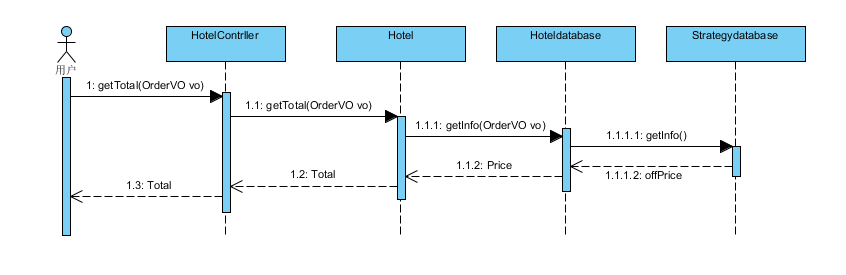 HotelContrller
Hotel
Hoteldatabase
Strategydatabase
用户
1: getTotal(OrderVO vo)
1.1: getTotal(OrderVO vo)
1.1.1: getInfo(OrderVO vo)
1.1.1.1: getInfo()
1.1.1.2: offPrice
1.1.2: Price
1.2: Total
1.3: Total